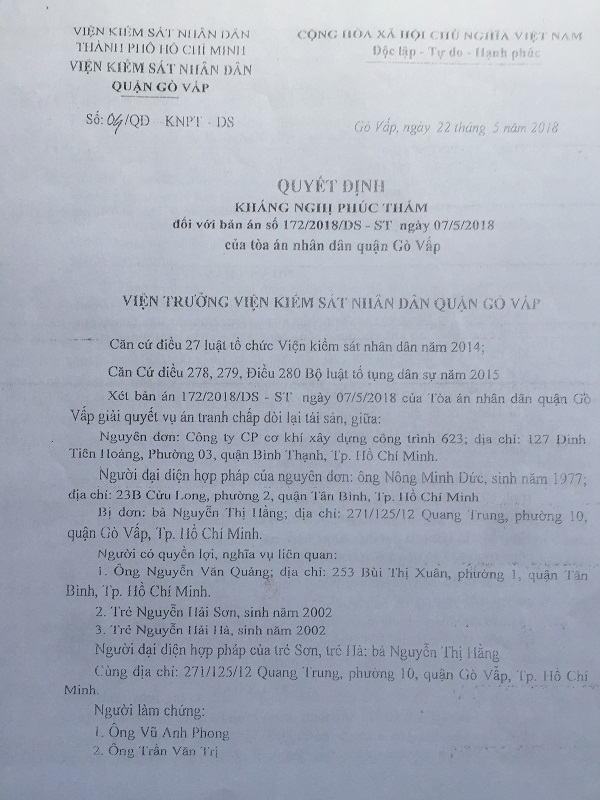 VIỆN KIỂM SÁT NHÂN DÂN
THÀNH PHỐ HỒ CHÍ MINH
VIỆN KIỂM SÁT NHÂN DÂN
QUẬN GÒ VẤP
Số: 04/QĐ - KNPT - DS
CỘNG HÒA XÃ HỘI CHỦ NGHĨA VIỆT NAM
Độc lập - Tự do - Hạnh phúc
Gò Vấp, ngày 22 tháng 5 năm 2018
QUYẾT ĐỊNH
KHÁNG NGHỊ PHÚC THẨM
đối với bản án số 172/2018/DS - ST ngày 07/5/2018
của tòa án nhân dân quận Gò Vấp
VIỆN TRƯỞNG VIỆN KIỂM SÁT NHÂN DÂN QUẬN GÒ VẤP
Căn cứ điều 27 luật tổ chức Viện kiểm sát nhân dân năm 2014;
Căn Cứ điều 278, 279, Điều 280 Bộ luật tố tụng dân sự năm 2015
Xét bản án 172/2018/DS - ST ngày 07/5/2018 của Tòa án nhân dân quận Gò
Vấp giải quyết vụ án tranh chấp đòi lại tài sản, giữa:
Nguyên đơn: Công ty CP cơ khí xây dựng công trình 623; địa chỉ: 127 Đinh
Tiên Hoàng, Phường 03, quận Bình Thạnh, Tp. Hồ Chí Minh.
Người đại diện hợp pháp của nguyên đơn: ông Nông Minh Đức, sinh năm 1977;
địa chỉ: 23B Cửu Long, phường 2, quận Tân Bình, Tp. Hồ Chí Minh
Bị đơn: bà Nguyễn Thị Hằng; địa chỉ: 271/125/12 Quang Trung, phường 10,
quận Gò Vấp, Tp. Hồ Chí Minh.
Người có quyền lợi, nghĩa vụ liên quan:
1. Ông Nguyễn Văn Quảng; địa chỉ: 253 Bùi Thị Xuân, phường 1, quận Tân
Bình, Tp. Hồ Chí Minh.
2. Trẻ Nguyễn Hải Sơn, sinh năm 2002
3. Trẻ Nguyễn Hải Hà, sinh năm 2002
Người đại diện hợp pháp của trẻ Sơn, trẻ Hà: bà Nguyễn Thị Hằng
Cùng địa chỉ: 271/125/12 Quang Trung, phường 10, quận Gò Vấp, Tp. Hồ Chí
Minh.
Người làm chứng:
1. Ông Vũ Anh Phong
2. Ông Trần Văn Trị